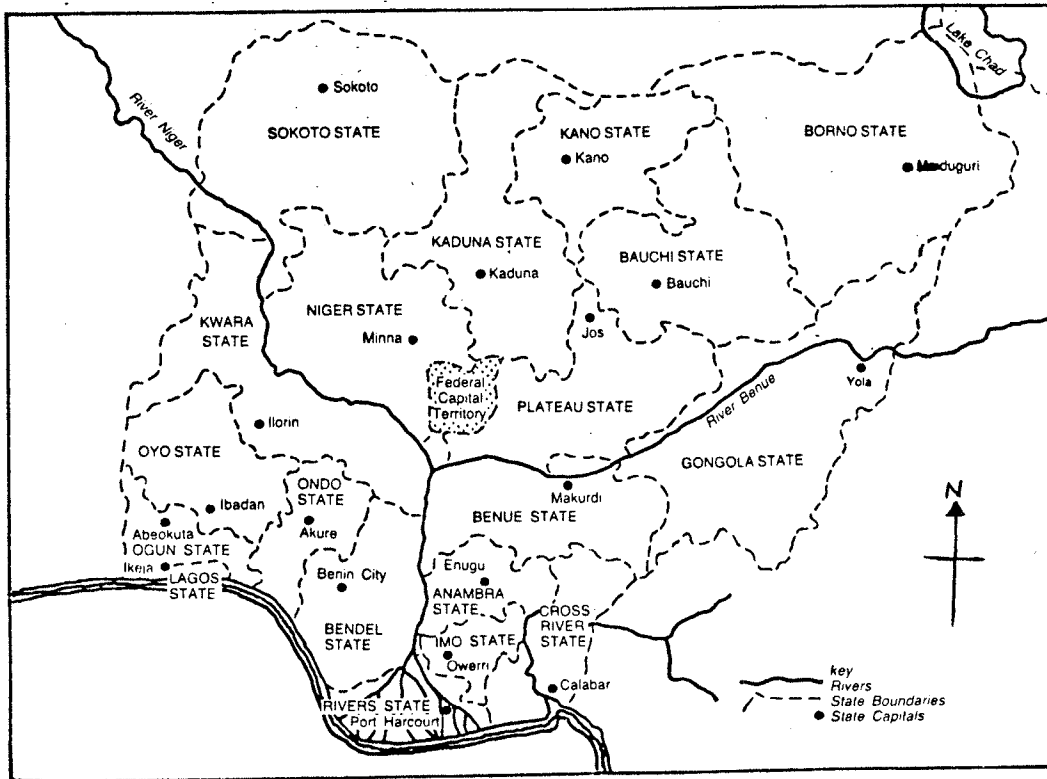 Lake Chad
Sokoto
River Niger
SOKOTO STATE
KANO STATE
Kano
BORNO STATE
KADUNA STATE
Kaduna
BAUCHI STATE
Bauchi
NIGER STATE
Minna
Jos
KWARA
STATE
Federal
Capital
Territory
PLATEAU STATE
River Benue
Yola
Ilorin
OYO STATE
GONGOLA STATE
ONDO
STATE
Ibadan
Akure
Makurdi
BENUE STATE
N
Abeokuta
OGUN STATE
Ikeja
LAGOS
STATE
Benin City
Enugu
ANAMBRA
STATE
CROSS
RIVER
STATE
BENDEL
STATE
IMO STATE
Owerri
Calabar
RIVERS STATE
Port Harcourt
key
Rivers
State Boundaries
State Capitals